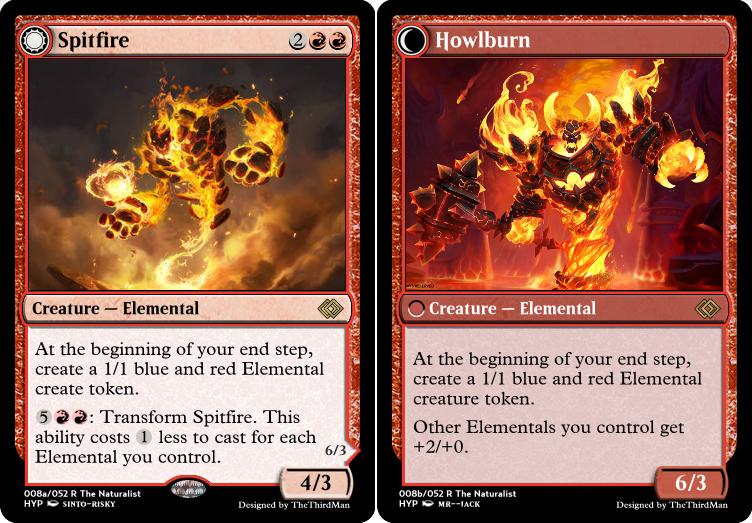 Spitfire
2
Creature — Elemental
At the beginning of your end step,
create a 1/1 blue and red Elemental
create token.
5: Transform Spitfire. This
ability costs 1 less to cast for each
Elemental you control.
6/3
4/3
008a/052 R The Naturalist
HYP SINTO-RISKY
Designed by TheThirdMan
Howlburn
Creature — Elemental
At the beginning of your end step,
create a 1/1 blue and red Elemental
creature token.
Other Elementals you control get
+2/+0.
6/3
008b/052 R The Naturalist
HYP MR--JACK
Designed by TheThirdMan